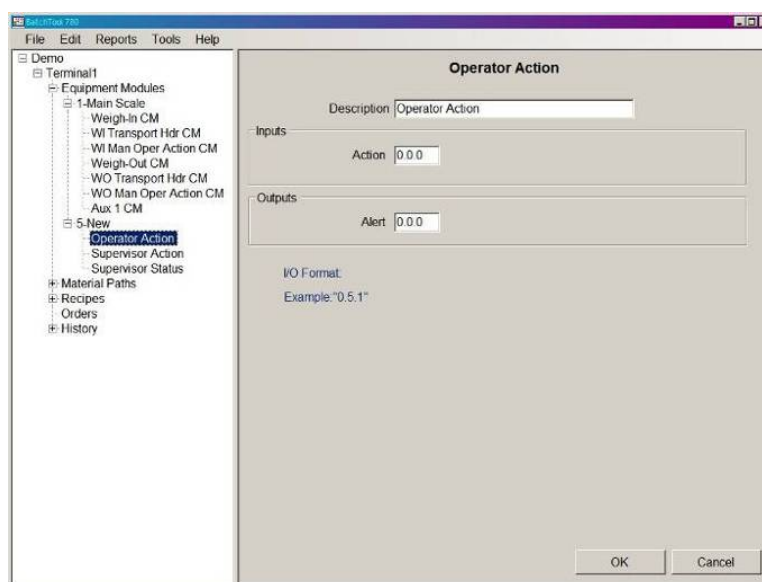 BatchTool 780
File Edit Reports Tools Help
Demo
Terminal1
Equipment Modules
1-Main Scale
Weigh-In CM
WI Transport Hdr CM
WI Man Oper Action CM
Weigh-Out CM
WO Transport Hdr CM
WO Man Oper Action CM
Aux 1 CM
5-New
Operator Action
Supervisor Action
Supervisor Status
Material Paths
Recipes
Orders
History
Operator Action
Description Operator Action
Inputs
Action 0.0.0
Outputs
Alert 0.0.0
I/O Format:
Example:"0.5.1"
OK Cancel